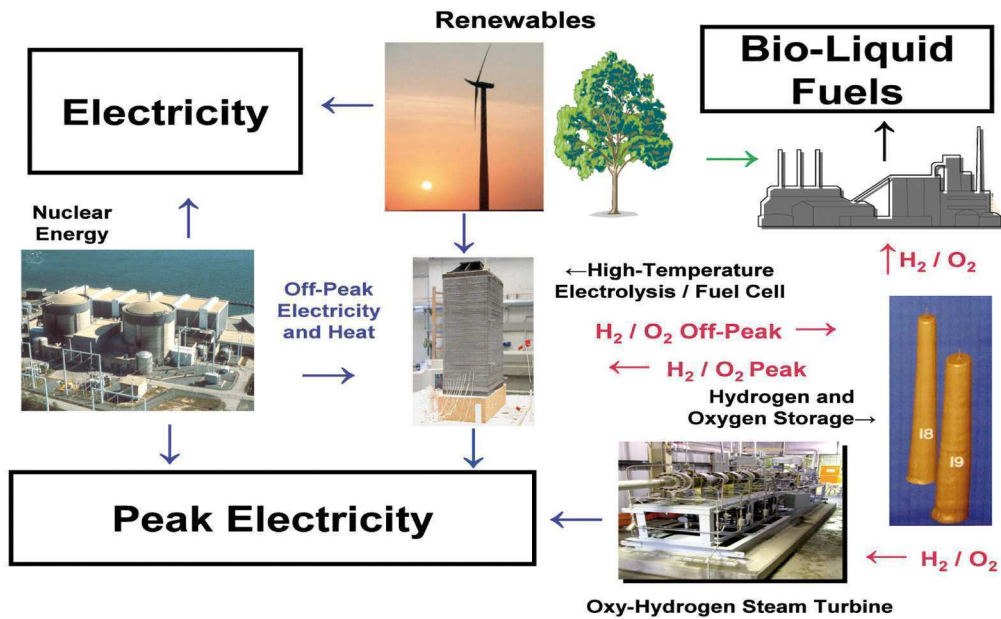 Renewables
Electricity
Bio-Liquid
Fuels
Nuclear
Energy
Off-Peak
Electricity
and Heat
←High-Temperature
Electrolysis / Fuel Cell
↑H₂ / O₂
H₂ / O₂ Off-Peak →
← H₂ / O₂ Peak
Hydrogen and
Oxygen Storage→
18
19
Peak Electricity
← H₂ / O₂
Oxy-Hydrogen Steam Turbine